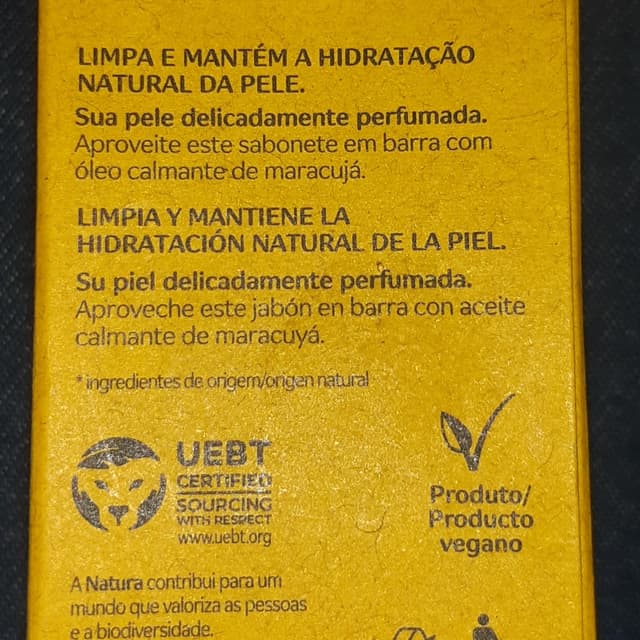 LIMPA E MANTÉM A HIDRATAÇÃO
NATURAL DA PELE.
Sua pele delicadamente perfumada.
Aproveite este sabonete em barra com
óleo calmante de maracujá.
LIMPIA Y MANTIENE LA
HIDRATACIÓN NATURAL DE LA PIEL.
Su piel delicadamente perfumada.
Aproveche este jabón en barra con aceite
calmante de maracuyá.
* ingredientes de origem/origen natural
UEBT
CERTIFIED
SOURCING
WITH RESPECT
www.uebt.org
Produto/
Producto
vegano
A Natura contribui para um
mundo que valoriza as pessoas
e a biodiversidade.